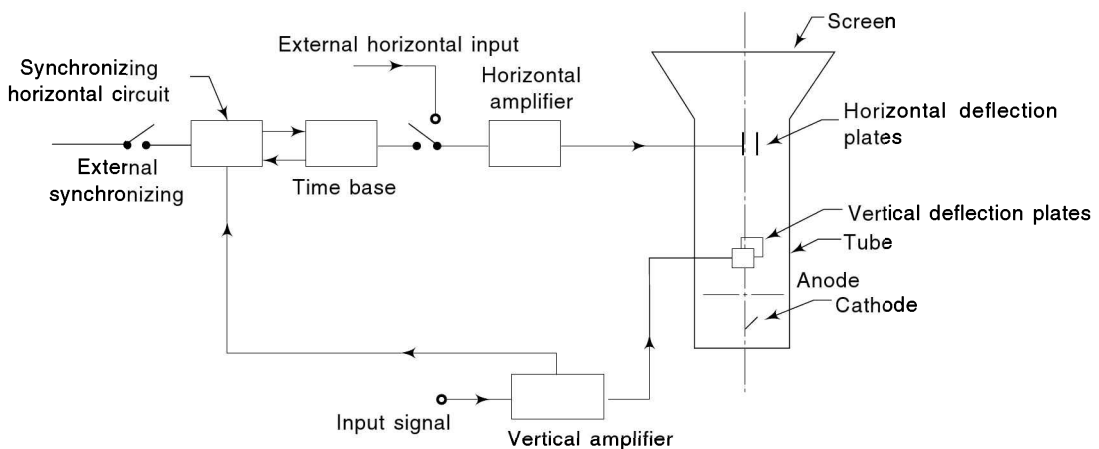 Screen
External horizontal input
Synchronizing
horizontal circuit
Horizontal
amplifier
Horizontal deflection
plates
External
synchronizing
Time base
Vertical deflection plates
Tube
Anode
Cathode
Input signal
Vertical amplifier